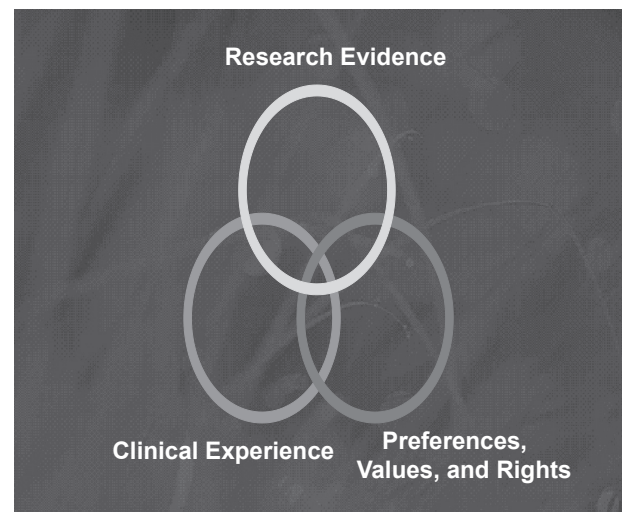 Research Evidence
Clinical Experience
Preferences,
Values, and Rights